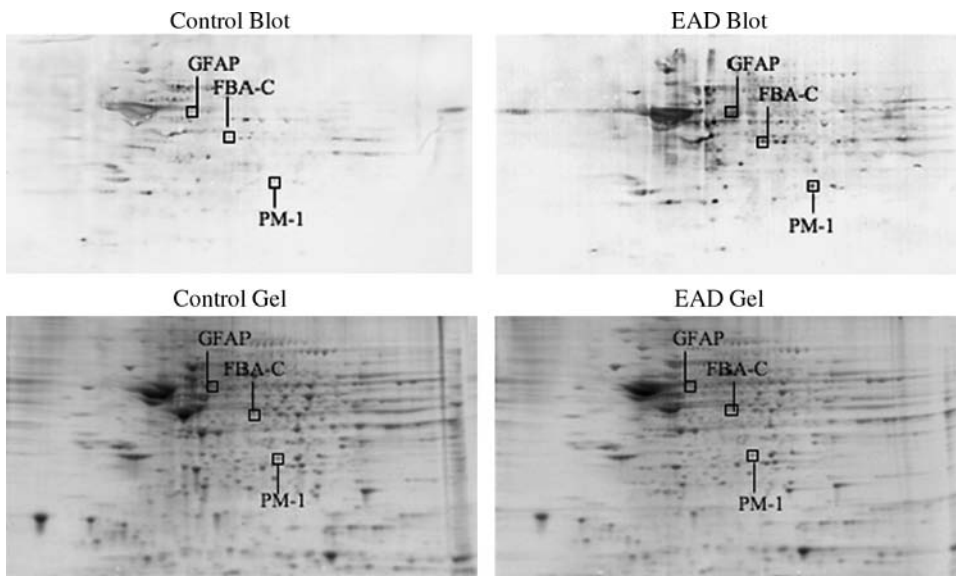 Control Blot
EAD Blot
GFAP
FBA-C
PM-1
GFAP
FBA-C
PM-1
Control Gel
EAD Gel
GFAP
FBA-C
PM-1
GFAP
FBA-C
PM-1